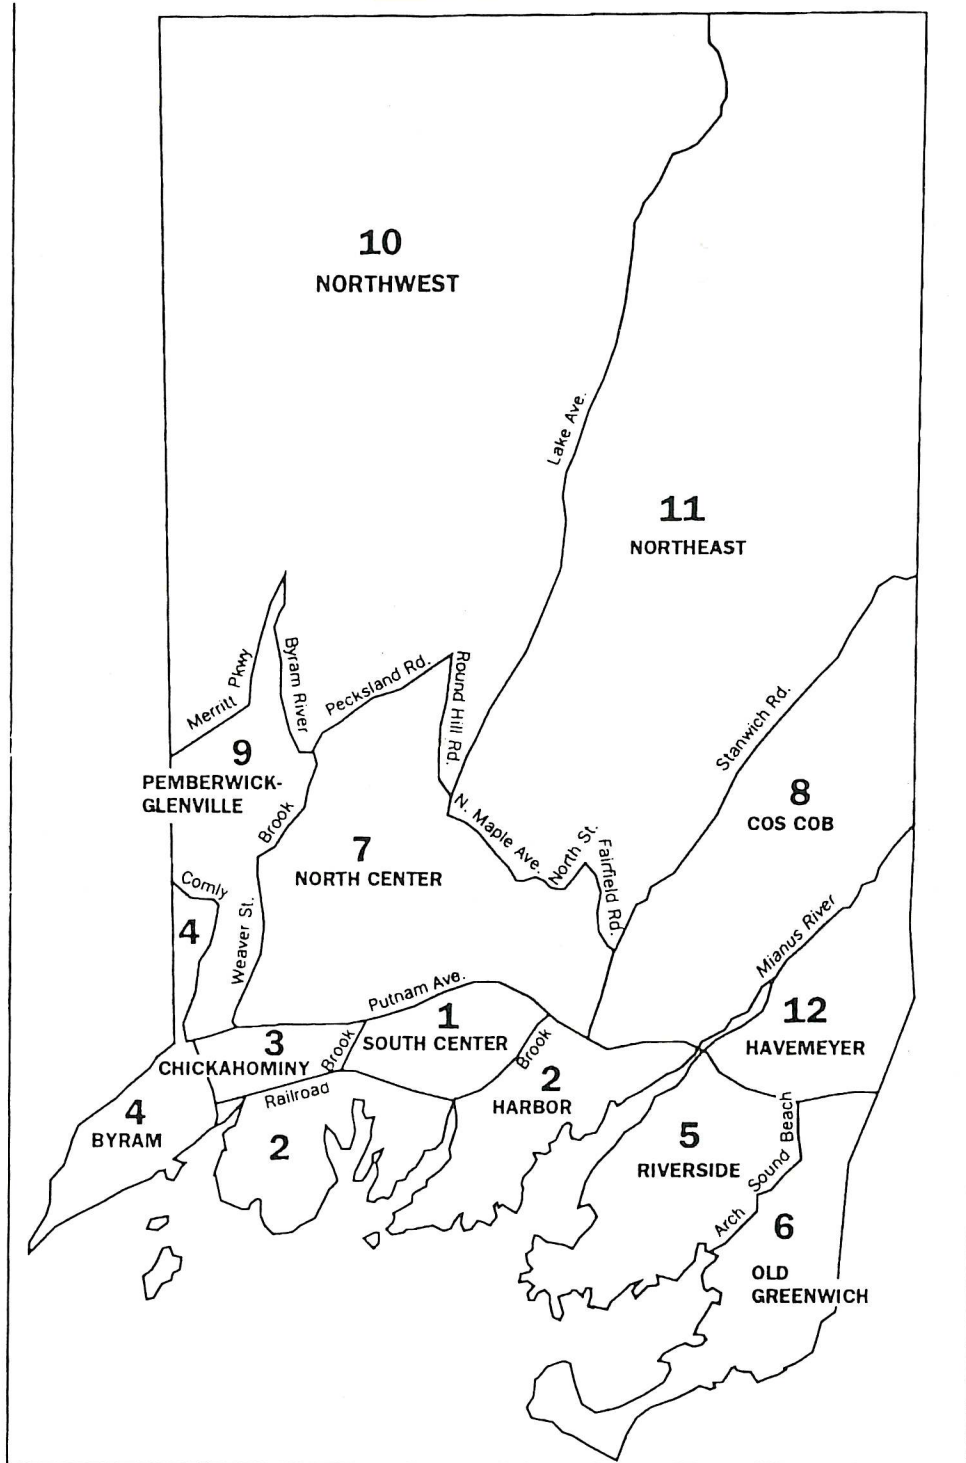 10
NORTHWEST
Lake Ave.
11
NORTHEAST
Merritt Pkwy
Byram River
Pecksland Rd.
Round Hill Rd.
Stanwich Rd.
9
PEMBERWICK-
GLENVILLE
8
COS COB
Brook
N. Maple Ave.
North St.
Fairfield Rd.
7
NORTH CENTER
Comly
4
Weaver St.
Mianus River
Putnam Ave.
1
SOUTH CENTER
12
HAVEMEYER
3
CHICKAHOMINY
Brook
Brook
2
HARBOR
Railroad
4
BYRAM
2
5
RIVERSIDE
Sound Beach
Arch
6
OLD
GREENWICH